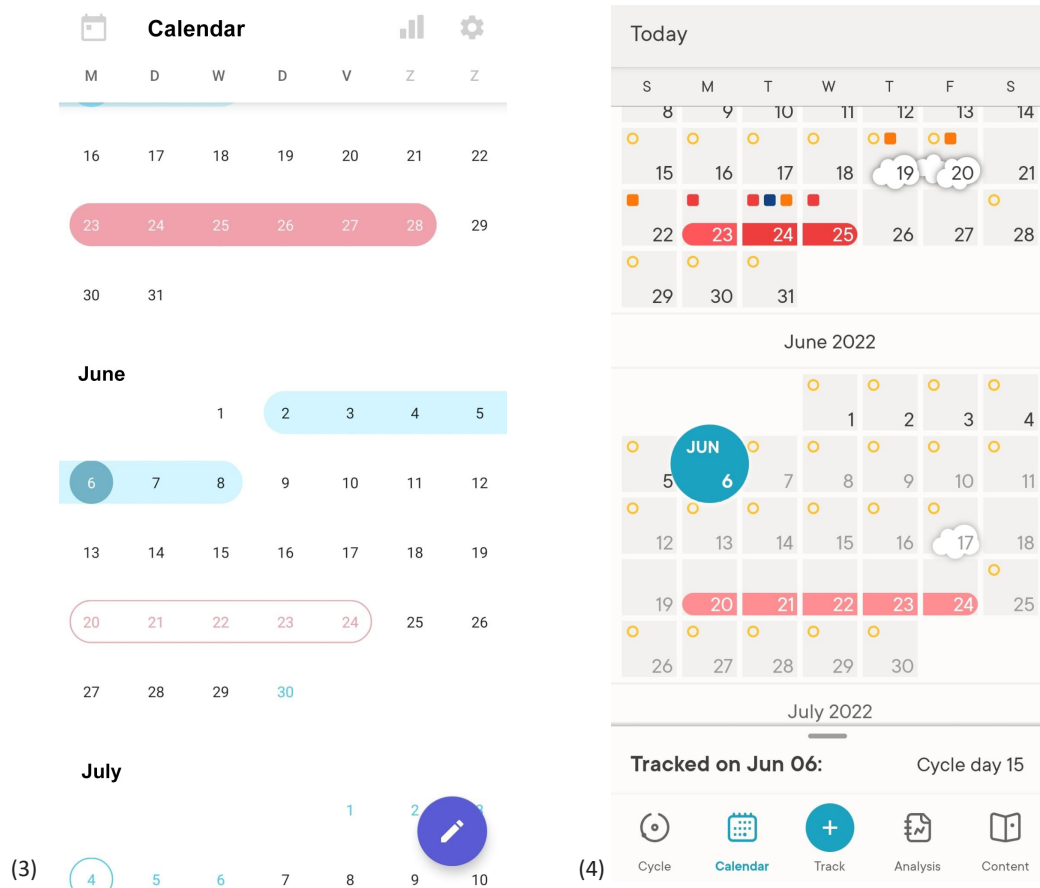 Calendar
M D W D V Z Z
16 17 18 19 20 21 22
23 24 25 26 27 28 29
30 31
June
1 2 3 4 5
6 7 8 9 10 11 12
13 14 15 16 17 18 19
20 21 22 23 24 25 26
27 28 29 30
July
1 2 3
(3) 4 5 6 7 8 9 10
Today
S M T W T F S
8 9 10 11 12 13 14
15 16 17 18 19 20 21
22 23 24 25 26 27 28
29 30 31
June 2022
1 2 3 4
JUN
5 6 7 8 9 10 11
12 13 14 15 16 17 18
19 20 21 22 23 24 25
26 27 28 29 30
July 2022
Tracked on Jun 06: Cycle day 15
(4) Cycle Calendar Track Analysis Content